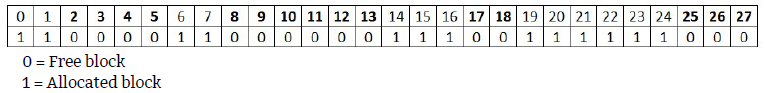 0 1 2 3 4 5 6 7 8 9 10 11 12 13 14 15 16 17 18 19 20 21 22 23 24 25 26 27
1 1 0 0 0 0 1 1 0 0 0 0 0 0 1 1 1 0 0 1 1 1 1 1 1 0 0 0
0 = Free block
1 = Allocated block